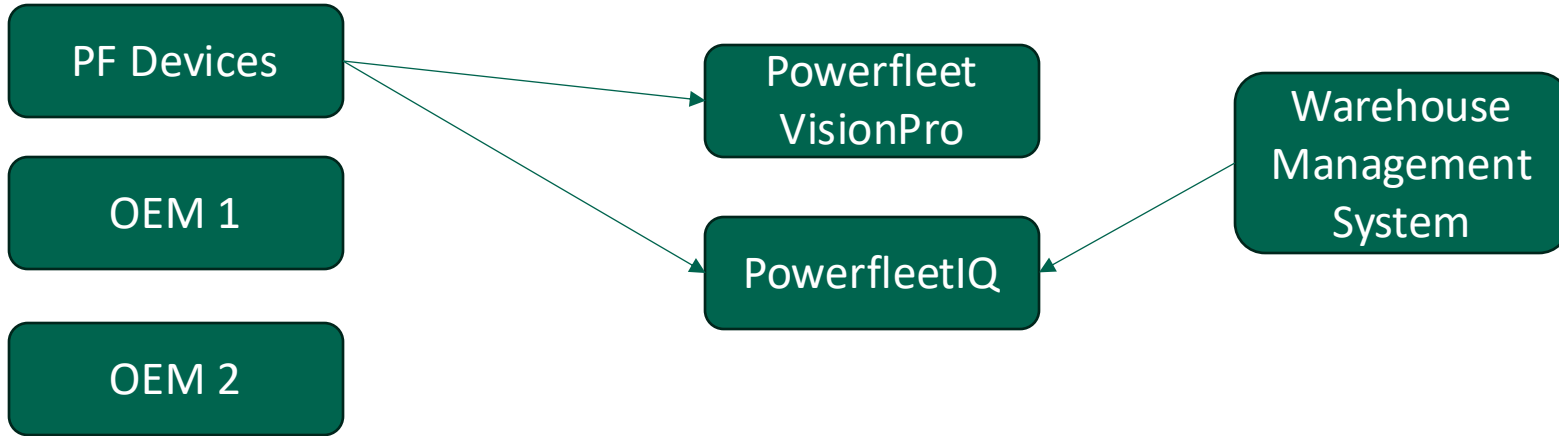 PF Devices
OEM 1
OEM 2
Powerfleet
VisionPro
PowerfleetIQ
Warehouse
Management
System